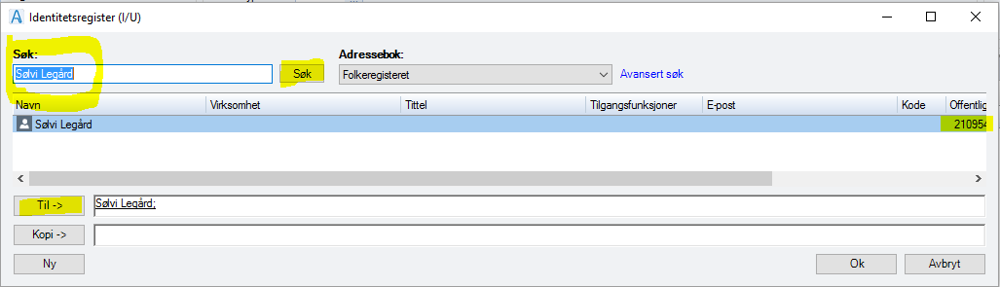 Identitetsregister (I/U)
Søk: Adressebok:
Sølvi Legård Søk Folkeregisteret Avansert søk
Navn Virksomhet Tittel Tilgangsfunksjoner E-post Kode Offentlig
Sølvi Legård 210954
Til -> Sølvi Legård;
Kopi ->
Ny Ok Avbryt